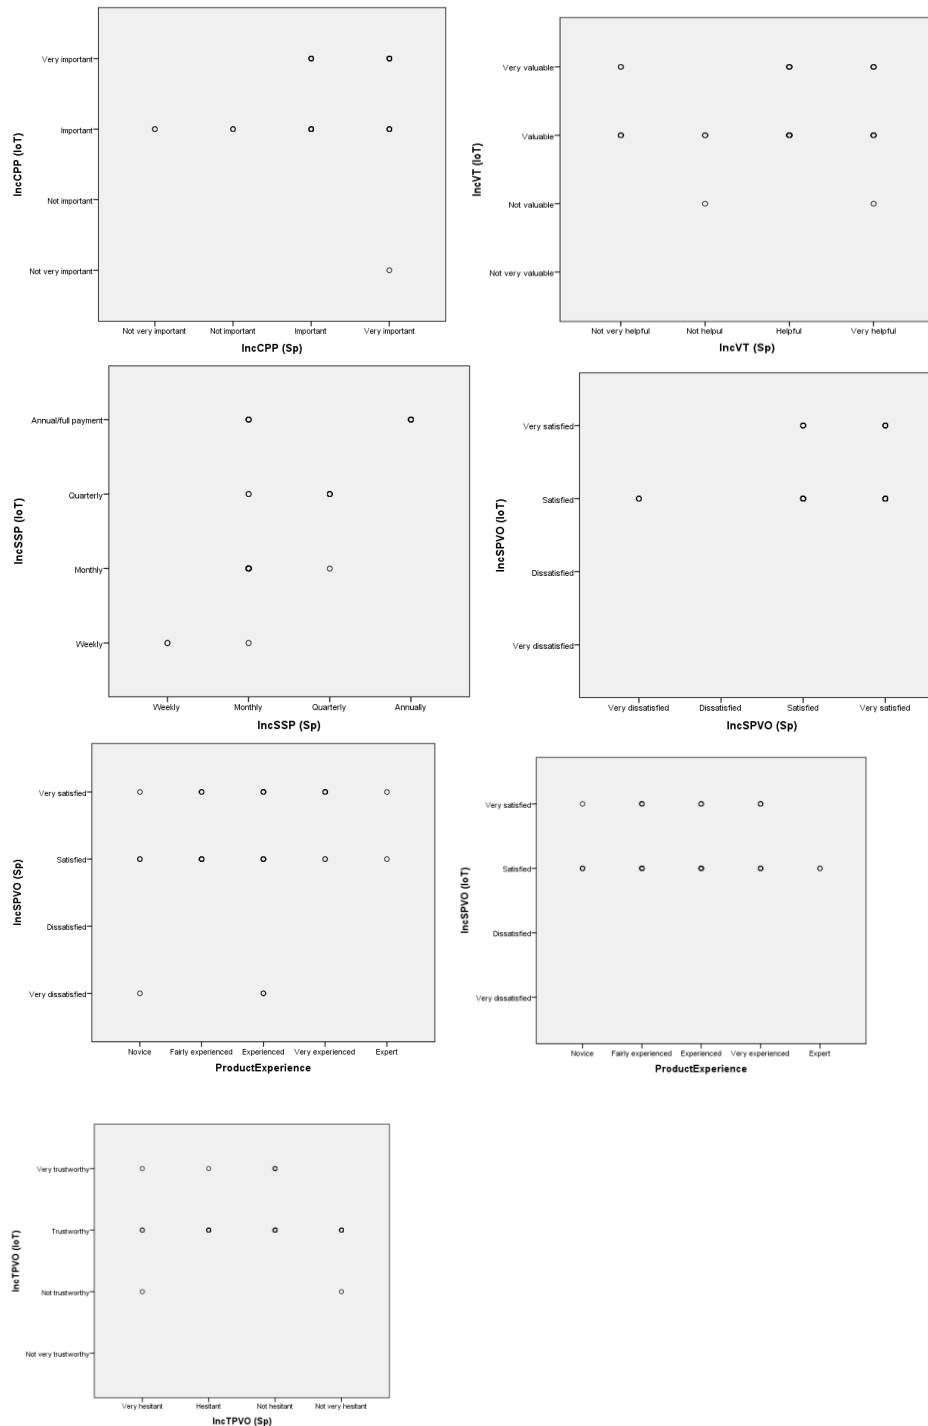 IncCPP (IoT)
Very important
Important
Not important
Not very important
Not very important Not important Important Very important
IncCPP (Sp)
IncVT (IoT)
Very valuable
Valuable
Not valuable
Not very valuable
Not very helpful Not helpul Helpful Very helpful
IncVT (Sp)
IncSSP (IoT)
Annual/full payment
Quarterly
Monthly
Weekly
Weekly Monthly Quarterly Annually
IncSSP (Sp)
IncSPVO (IoT)
Very satisfied
Satisfied
Dissatisfied
Very dissatisfied
Very dissatisfied Dissatisfied Satisfied Very satisfied
IncSPVO (Sp)
IncSPVO (Sp)
Very satisfied
Satisfied
Dissatisfied
Very dissatisfied
Novice Fairly experienced Experienced Very experienced Expert
ProductExperience
IncSPVO (IoT)
Very satisfied
Satisfied
Dissatisfied
Very dissatisfied
Novice Fairly experienced Experienced Very experienced Expert
ProductExperience
IncTPVO (IoT)
Very trustworthy
Trustworthy
Not trustworthy
Not very trustworthy
Very hesitant Hesitant Not hesitant Not very hesitant
IncTPVO (Sp)